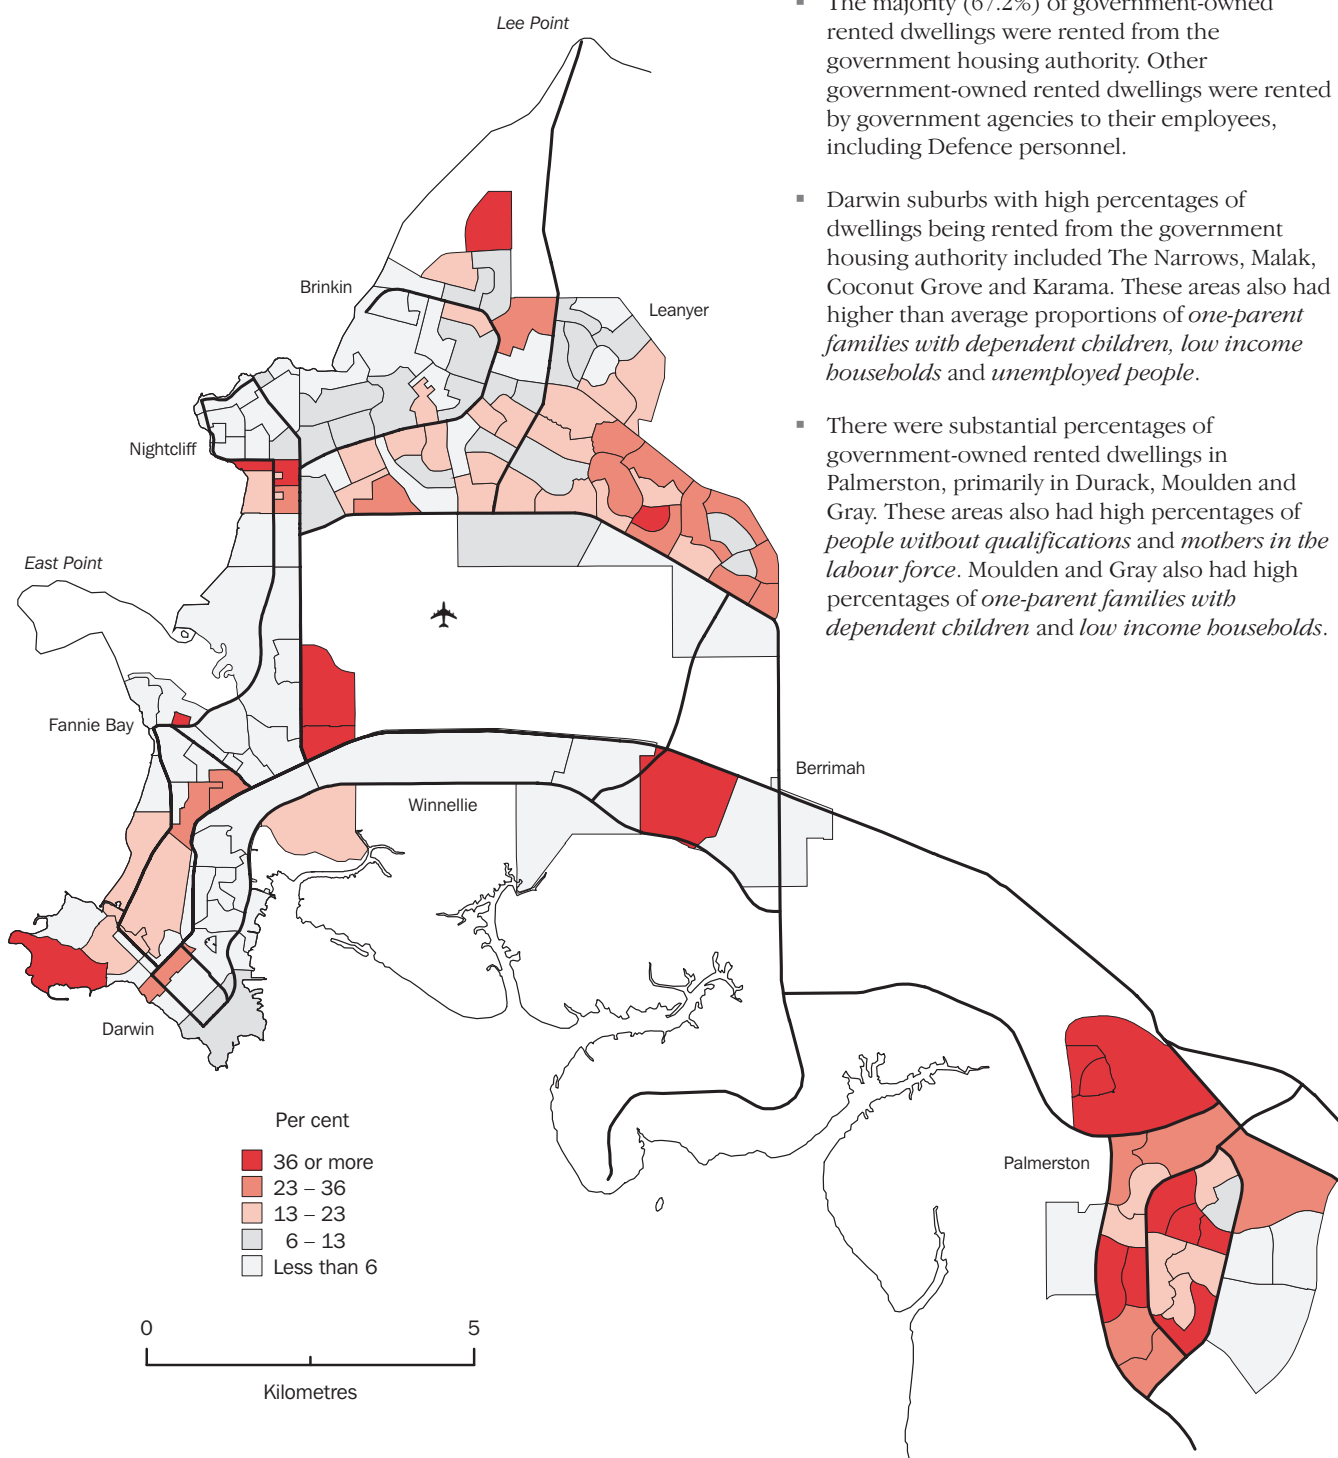 Lee Point
▪ The majority (67.2%) of government-owned
rented dwellings were rented from the
government housing authority. Other
government-owned rented dwellings were rented
by government agencies to their employees,
including Defence personnel.
▪ Darwin suburbs with high percentages of
dwellings being rented from the government
housing authority included The Narrows, Malak,
Coconut Grove and Karama. These areas also had
higher than average proportions of one-parent
families with dependent children, low income
households and unemployed people.
▪ There were substantial percentages of
government-owned rented dwellings in
Palmerston, primarily in Durack, Moulden and
Gray. These areas also had high percentages of
people without qualifications and mothers in the
labour force. Moulden and Gray also had high
percentages of one-parent families with
dependent children and low income households.
Brinkin
Leanyer
Nightcliff
East Point
Fannie Bay
Berrimah
Winnellie
Darwin
Palmerston
Per cent
36 or more
23 – 36
13 – 23
6 – 13
Less than 6
0 5
Kilometres